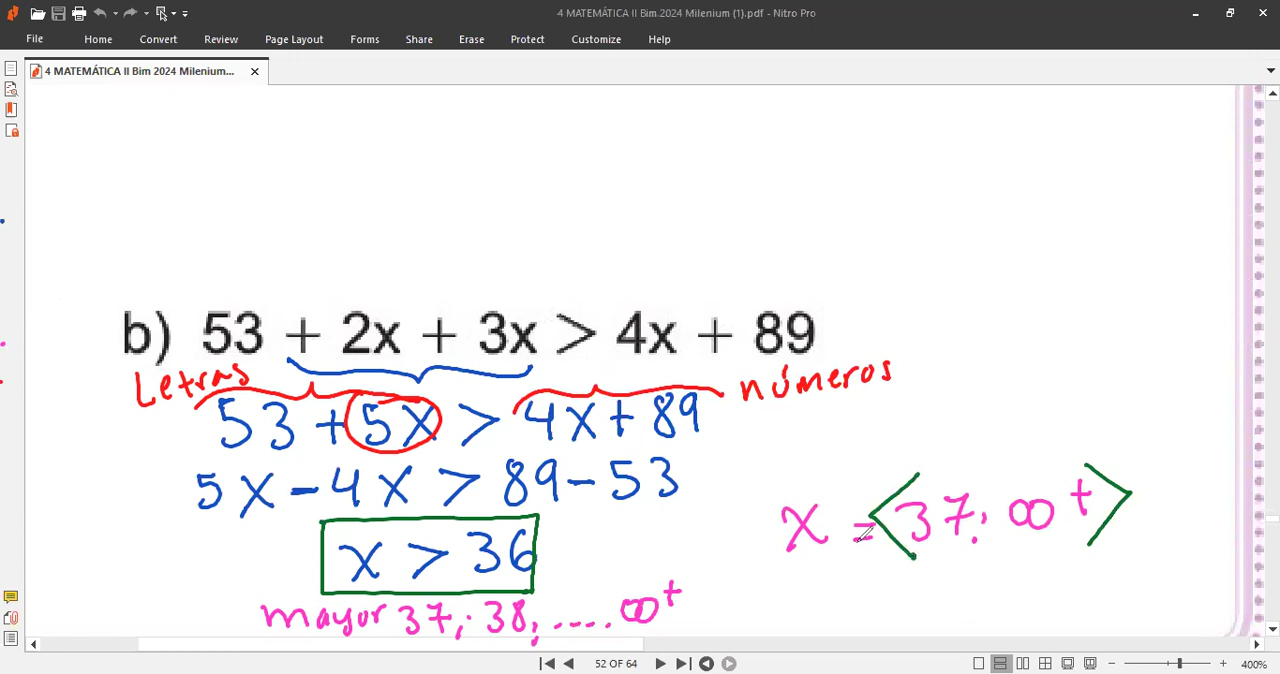 4 MATEMÁTICA II Bim.2024 Milenium (1).pdf - Nitro Pro
File Home Convert Review Page Layout Forms Share Erase Protect Customize Help
4 MATEMÁTICA II Bim 2024 Milenium...
b) 53 + 2x + 3x > 4x + 89
Letras números
53 + 5x > 4x + 89
5x - 4x > 89 - 53
x > 36
x = < 37; ∞+ >
mayor 37; 38; .... ∞+
52 OF 64
400%